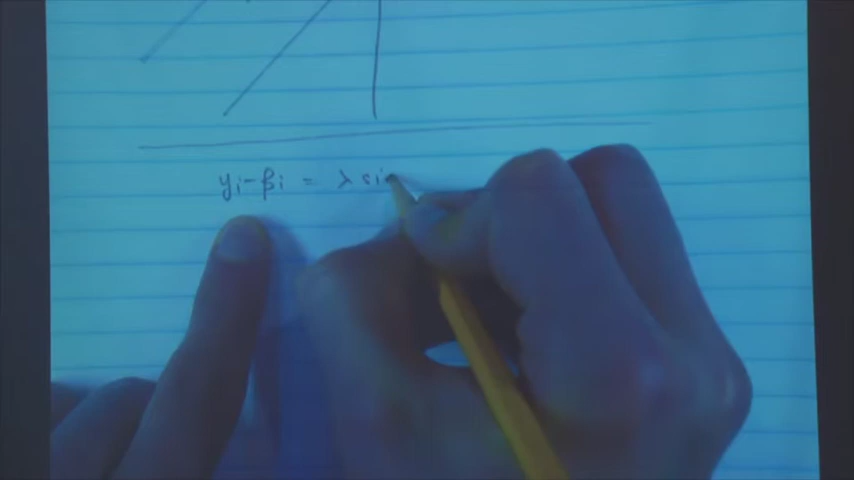 yi-βi = λ si